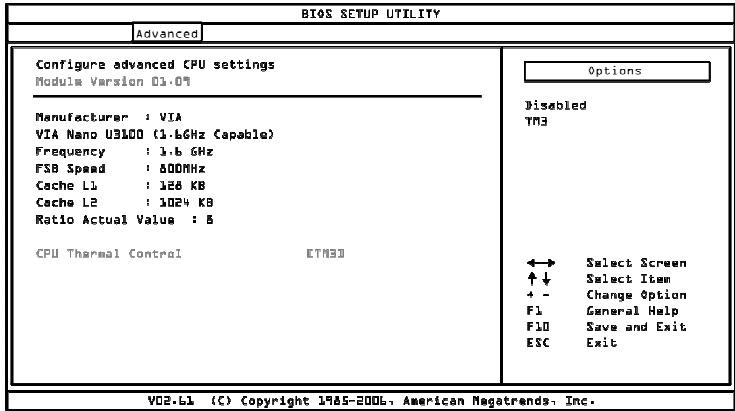 BIOS SETUP UTILITY
Advanced
Configure advanced CPU settings
Module Version 01.09
Manufacturer : VIA
VIA Nano U3100 (1.6GHz Capable)
Frequency : 1.6 GHz
FSB Speed : 800MHz
Cache L1 : 128 KB
Cache L2 : 1024 KB
Ratio Actual Value : 8
CPU Thermal Control [TM3]
Options
Disabled
TM3
←→ Select Screen
↑↓ Select Item
+ - Change Option
F1 General Help
F10 Save and Exit
ESC Exit
V02.61 (C) Copyright 1985-2006, American Megatrends, Inc.